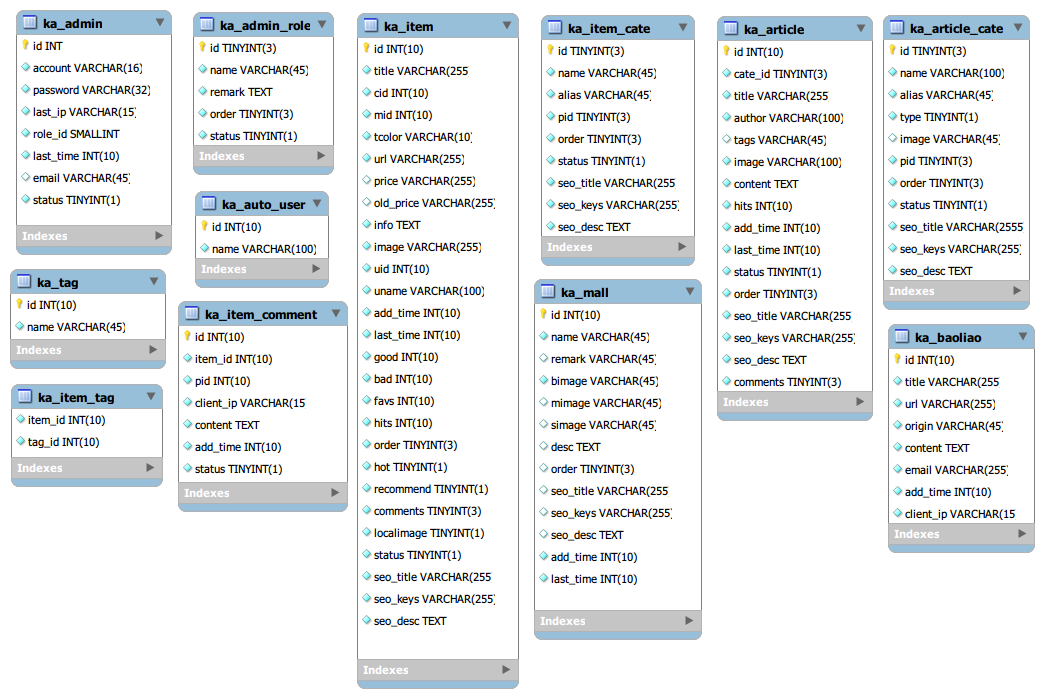 ka_admin
id INT
account VARCHAR(16)
password VARCHAR(32)
last_ip VARCHAR(15)
role_id SMALLINT
last_time INT(10)
email VARCHAR(45)
status TINYINT(1)
Indexes
ka_tag
id INT(10)
name VARCHAR(45)
Indexes
ka_item_tag
item_id INT(10)
tag_id INT(10)
Indexes
ka_admin_role
id TINYINT(3)
name VARCHAR(45)
remark TEXT
order TINYINT(3)
status TINYINT(1)
Indexes
ka_auto_user
id INT(10)
name VARCHAR(100)
Indexes
ka_item_comment
id INT(10)
item_id INT(10)
pid INT(10)
client_ip VARCHAR(15
content TEXT
add_time INT(10)
status TINYINT(1)
Indexes
ka_item
id INT(10)
title VARCHAR(255
cid INT(10)
mid INT(10)
tcolor VARCHAR(10)
url VARCHAR(255)
price VARCHAR(255)
old_price VARCHAR(255)
info TEXT
image VARCHAR(255)
uid INT(10)
uname VARCHAR(100)
add_time INT(10)
last_time INT(10)
good INT(10)
bad INT(10)
favs INT(10)
hits INT(10)
order TINYINT(3)
hot TINYINT(1)
recommend TINYINT(1)
comments TINYINT(3)
localimage TINYINT(1)
status TINYINT(1)
seo_title VARCHAR(255
seo_keys VARCHAR(255)
seo_desc TEXT
Indexes
ka_item_cate
id TINYINT(3)
name VARCHAR(45)
alias VARCHAR(45)
pid TINYINT(3)
order TINYINT(3)
status TINYINT(1)
seo_title VARCHAR(255
seo_keys VARCHAR(255)
seo_desc TEXT
Indexes
ka_mall
id INT(10)
name VARCHAR(45)
remark VARCHAR(45)
bimage VARCHAR(45)
mimage VARCHAR(45)
simage VARCHAR(45)
desc TEXT
order TINYINT(3)
seo_title VARCHAR(255
seo_keys VARCHAR(255)
seo_desc TEXT
add_time INT(10)
last_time INT(10)
Indexes
ka_article
id INT(10)
cate_id TINYINT(3)
title VARCHAR(255
author VARCHAR(100)
tags VARCHAR(45)
image VARCHAR(100)
content TEXT
hits INT(10)
add_time INT(10)
last_time INT(10)
status TINYINT(1)
order TINYINT(3)
seo_title VARCHAR(255
seo_keys VARCHAR(255)
seo_desc TEXT
comments TINYINT(3)
Indexes
ka_article_cate
id TINYINT(3)
name VARCHAR(100)
alias VARCHAR(45)
type TINYINT(1)
image VARCHAR(45)
pid TINYINT(3)
order TINYINT(3)
status TINYINT(1)
seo_title VARCHAR(2555
seo_keys VARCHAR(255)
seo_desc TEXT
Indexes
ka_baoliao
id INT(10)
title VARCHAR(255
url VARCHAR(255)
origin VARCHAR(45)
content TEXT
email VARCHAR(255)
add_time INT(10)
client_ip VARCHAR(15
Indexes